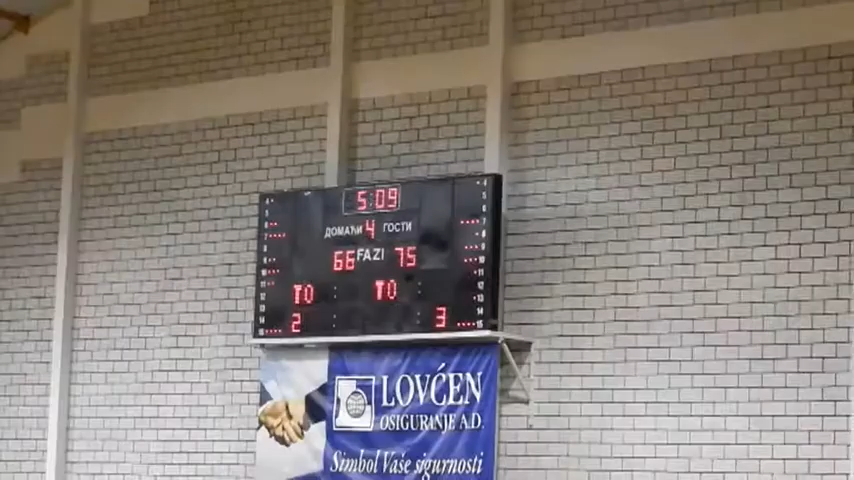 5:09
ДОМАЋИ 4 ГОСТИ
66 FAZI 75
TO TO
2 3
LOVĆEN
OSIGURANJE A.D.
Simbol Vaše sigurnosti